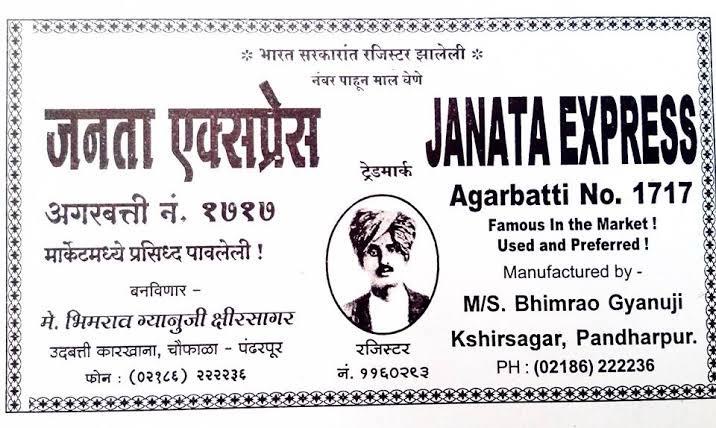 * भारत सरकारांत रजिस्टर झालेली *
नंबर पाहून माल घेणे
जनता एक्सप्रेस
अगरबत्ती नं. १७१७
मार्केटमध्ये प्रसिध्द पावलेली !
बनविणार –
मे. भिमराव ग्यानुजी क्षीरसागर
उदबत्ती कारखाना, चौफाळा - पंढरपूर
फोन : (०२१८६) २२२२३६
ट्रेडमार्क
रजिस्टर
नं. ११६०२९३
JANATA EXPRESS
Agarbatti No. 1717
Famous In the Market !
Used and Preferred !
Manufactured by -
M/S. Bhimrao Gyanuji
Kshirsagar, Pandharpur.
PH : (02186) 222236